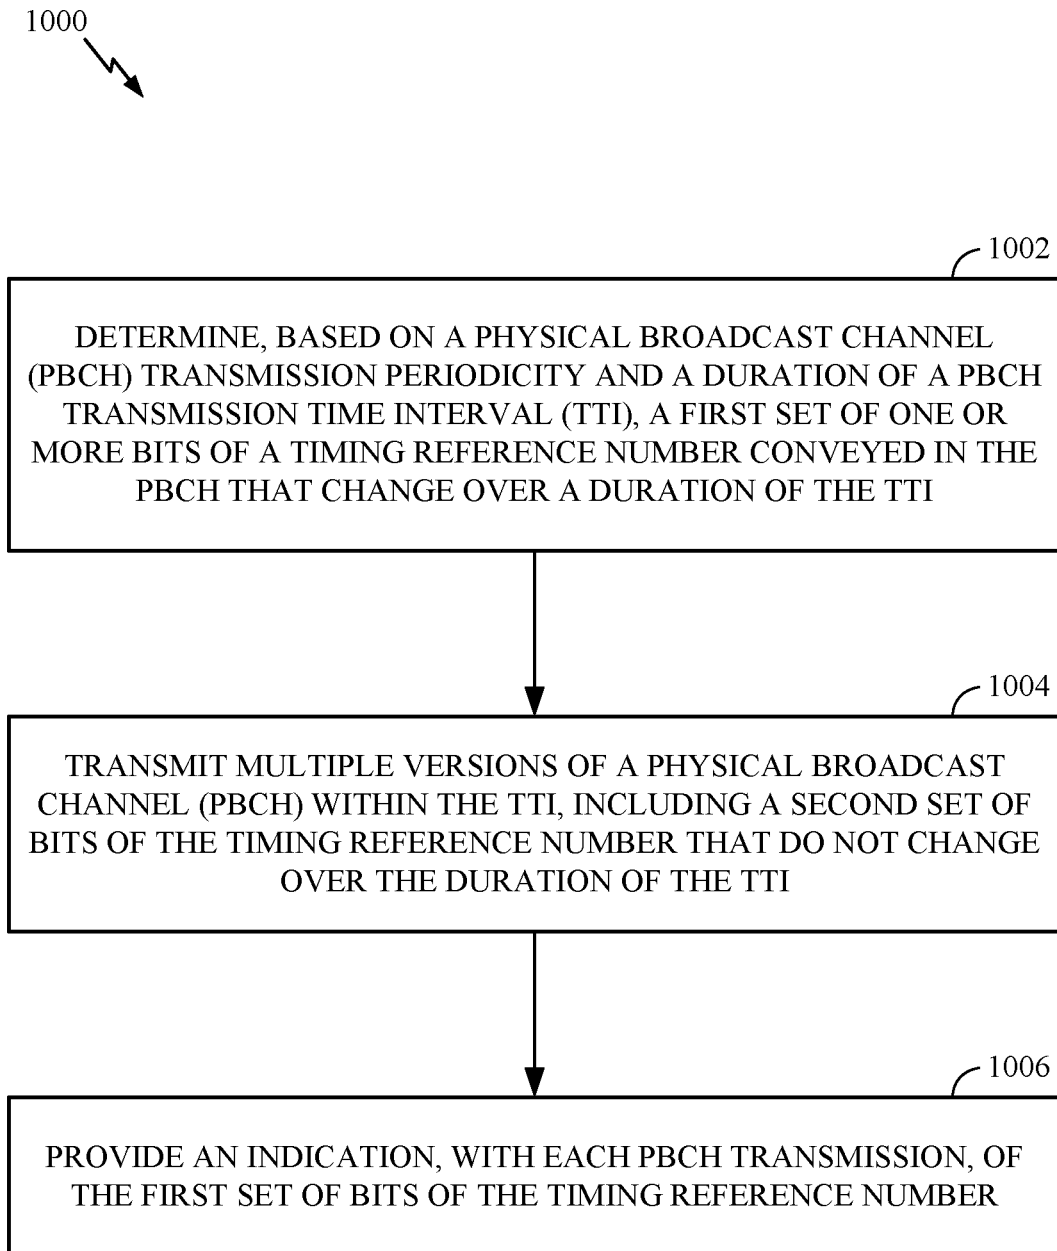 1000
1002
DETERMINE, BASED ON A PHYSICAL BROADCAST CHANNEL
(PBCH) TRANSMISSION PERIODICITY AND A DURATION OF A PBCH
TRANSMISSION TIME INTERVAL (TTI), A FIRST SET OF ONE OR
MORE BITS OF A TIMING REFERENCE NUMBER CONVEYED IN THE
PBCH THAT CHANGE OVER A DURATION OF THE TTI
1004
TRANSMIT MULTIPLE VERSIONS OF A PHYSICAL BROADCAST
CHANNEL (PBCH) WITHIN THE TTI, INCLUDING A SECOND SET OF
BITS OF THE TIMING REFERENCE NUMBER THAT DO NOT CHANGE
OVER THE DURATION OF THE TTI
1006
PROVIDE AN INDICATION, WITH EACH PBCH TRANSMISSION, OF
THE FIRST SET OF BITS OF THE TIMING REFERENCE NUMBER